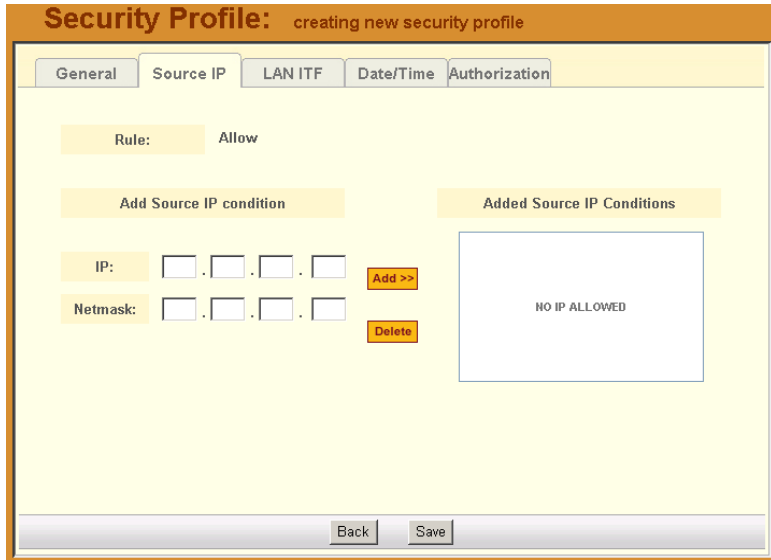 Security Profile: creating new security profile
General Source IP LAN ITF Date/Time Authorization
Rule: Allow
Add Source IP condition
Added Source IP Conditions
IP: . . .
Add >>
Netmask: . . .
Delete
NO IP ALLOWED
Back Save